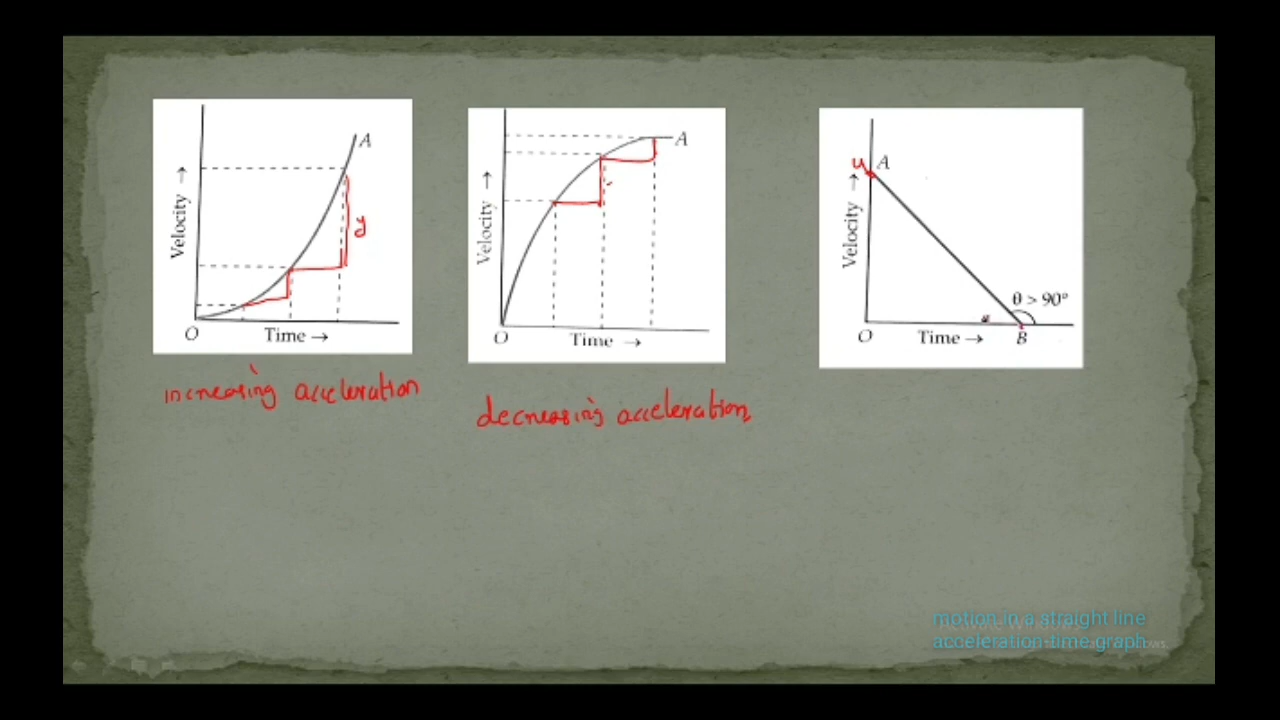 A
Velocity →
y
O
Time →
increasing acceleration
A
Velocity →
O
Time →
decreasing acceleration
u
A
Velocity →
θ > 90°
O
Time →
B
motion in a straight line
acceleration-time graph